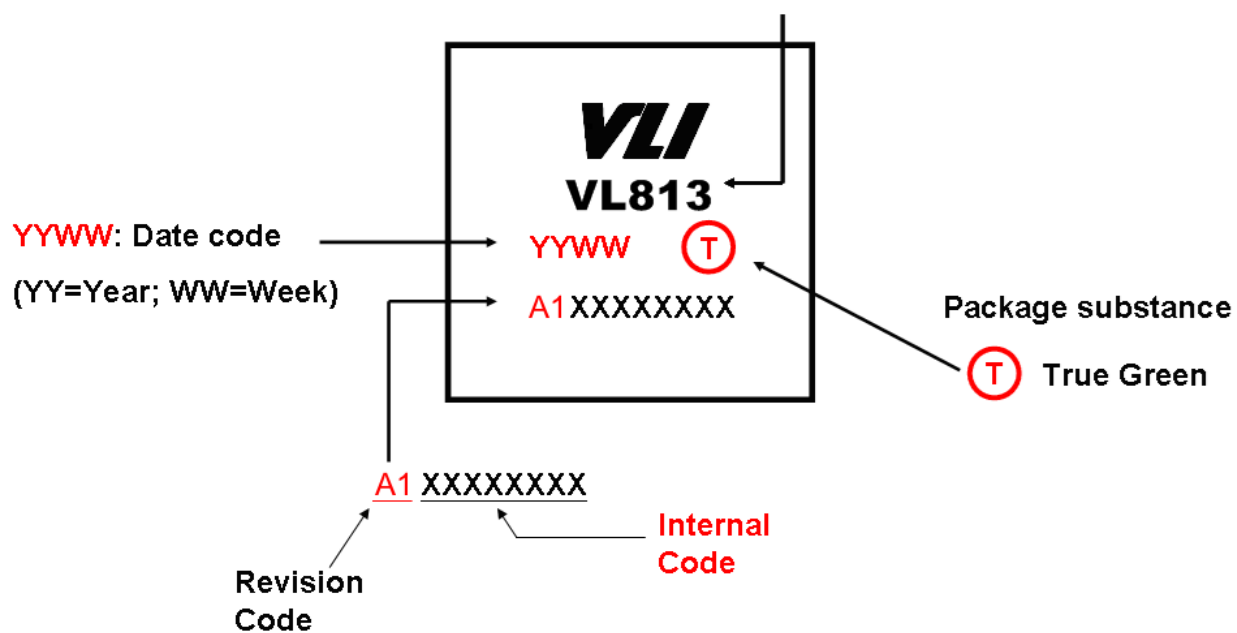 VLI
VL813
YYWW: Date code
(YY=Year; WW=Week)
YYWW T
A1XXXXXXXX
Package substance
T True Green
A1 XXXXXXXX
Internal
Code
Revision
Code